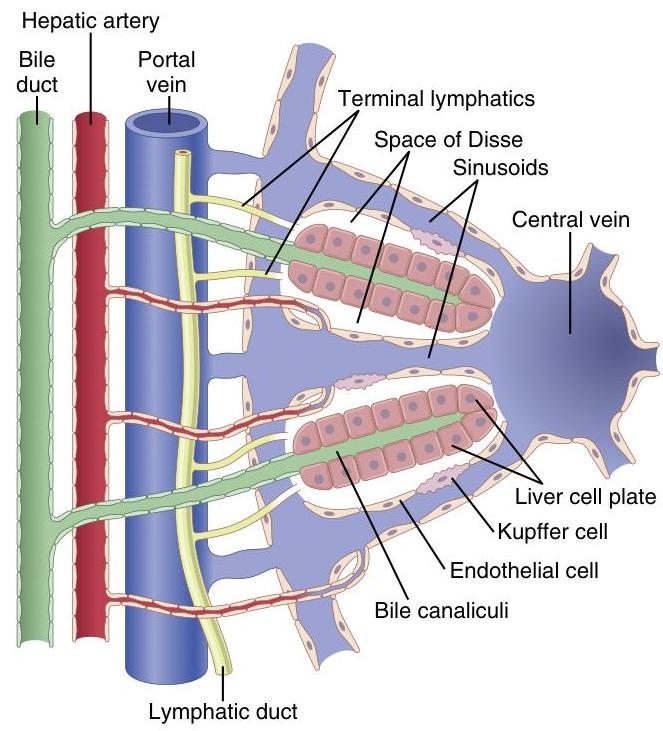 Hepatic artery
Bile
duct
Portal
vein
Terminal lymphatics
Space of Disse
Sinusoids
Central vein
Liver cell plate
Kupffer cell
Endothelial cell
Bile canaliculi
Lymphatic duct